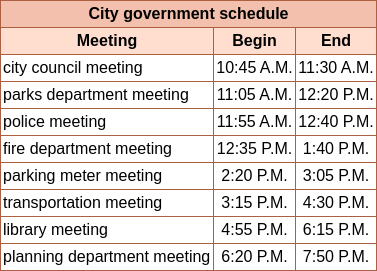 City government schedule
Meeting Begin End
city council meeting 10:45 A.M. 11:30 A.M.
parks department meeting 11:05 A.M. 12:20 P.M.
police meeting 11:55 A.M. 12:40 P.M.
fire department meeting 12:35 P.M. 1:40 P.M.
parking meter meeting 2:20 P.M. 3:05 P.M.
transportation meeting 3:15 P.M. 4:30 P.M.
library meeting 4:55 P.M. 6:15 P.M.
planning department meeting 6:20 P.M. 7:50 P.M.